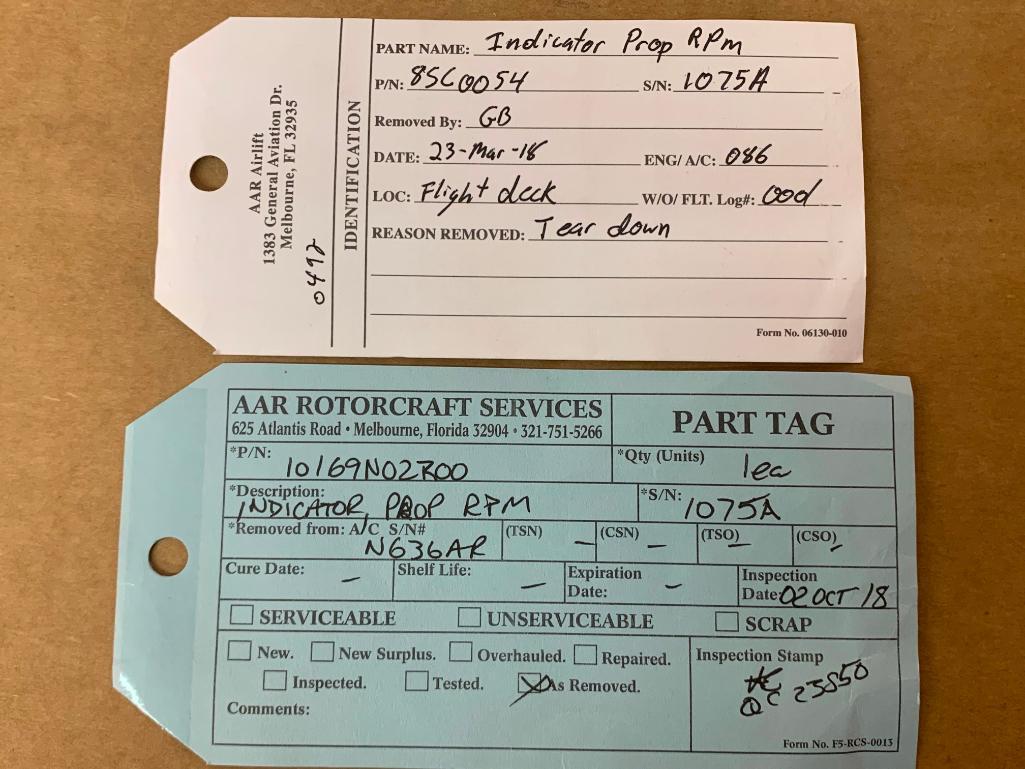 AAR Airlift
1383 General Aviation Dr.
Melbourne, FL 32935
0492
IDENTIFICATION
PART NAME: Indicator Prop RPm
P/N: 85C0054 S/N: 1075A
Removed By: GB
DATE: 23-Mar-18 ENG/ A/C: 086
LOC: Flight deck W/O/ FLT. Log#:
REASON REMOVED: Tear down
Form No. 06130-010
AAR ROTORCRAFT SERVICES
625 Atlantis Road • Melbourne, Florida 32904 • 321-751-5266
PART TAG
*P/N: 10169N02R00
*Qty (Units) 1ea
*Description: INDICATOR, PROP RPM
*S/N: 1075A
*Removed from: A/C S/N# N636AR
(TSN) – (CSN) – (TSO) – (CSO) –
Cure Date: – Shelf Life: – Expiration Date: – Inspection Date: 02 OCT 18
SERVICEABLE UNSERVICEABLE SCRAP
New. New Surplus. Overhauled. Repaired.
Inspected. Tested. As Removed.
Comments:
Inspection Stamp
QC
Form No. F5-RCS-0013